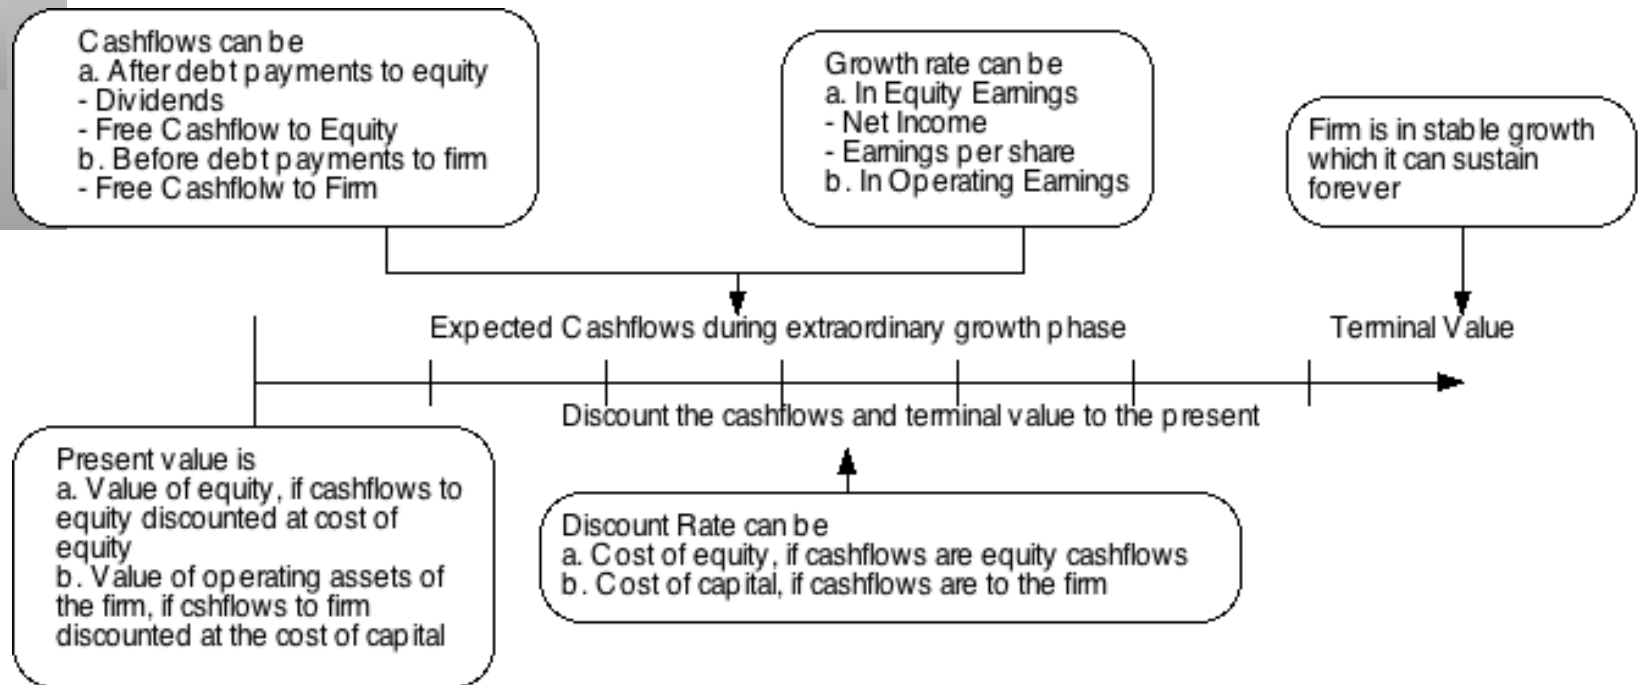 Cashflows can be
a. After debt payments to equity
- Dividends
- Free Cashflow to Equity
b. Before debt payments to firm
- Free Cashflolw to Firm
Growth rate can be
a. In Equity Earnings
- Net Income
- Earnings per share
b. In Operating Earnings
Firm is in stable growth
which it can sustain
forever
Expected Cashflows during extraordinary growth phase
Terminal Value
Discount the cashflows and terminal value to the present
Present value is
a. Value of equity, if cashflows to
equity discounted at cost of
equity
b. Value of operating assets of
the firm, if cshflows to firm
discounted at the cost of capital
Discount Rate can be
a. Cost of equity, if cashflows are equity cashflows
b. Cost of capital, if cashflows are to the firm